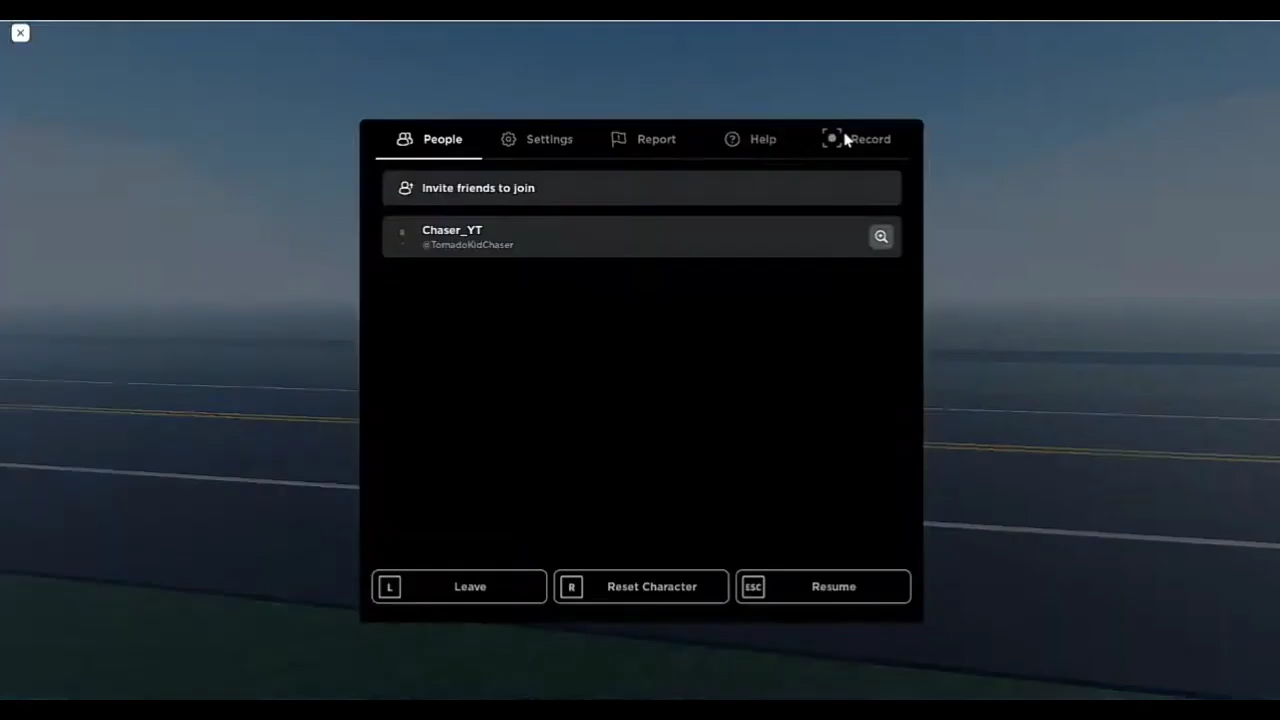 People
Settings
Report
Help
Record
Invite friends to join
Chaser_YT
@TornadoKidChaser
L
Leave
R
Reset Character
ESC
Resume